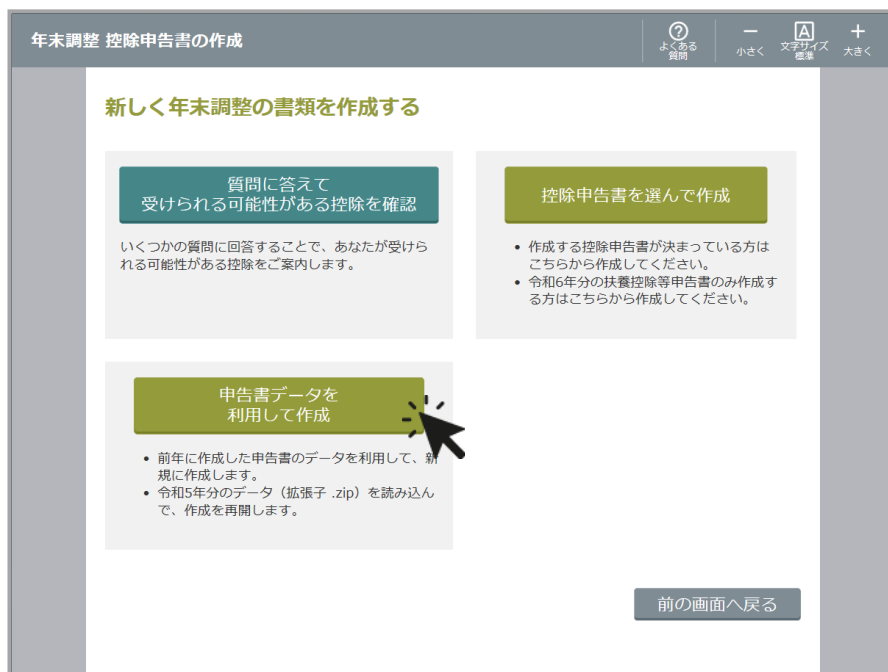 年末調整 控除申告書の作成
よくある
質問
小さく
A
文字サイズ
標準
大きく
新しく年末調整の書類を作成する
質問に答えて
受けられる可能性がある控除を確認
いくつかの質問に回答することで、あなたが受けら
れる可能性がある控除をご案内します。
控除申告書を選んで作成
• 作成する控除申告書が決まっている方は
こちらから作成してください。
• 令和6年分の扶養控除等申告書のみ作成す
る方はこちらから作成してください。
申告書データを
利用して作成
• 前年に作成した申告書のデータを利用して、新
規に作成します。
• 令和5年分のデータ（拡張子 .zip）を読み込ん
で、作成を再開します。
前の画面へ戻る